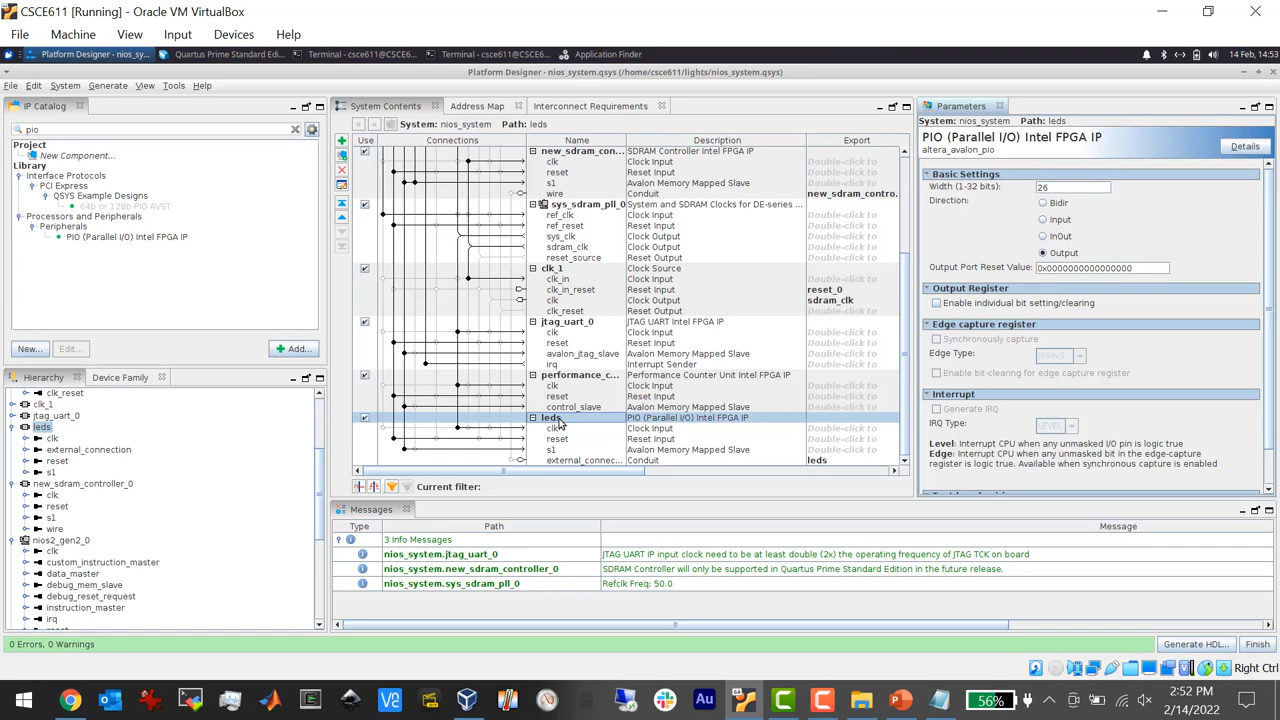 CSCE611 [Running] - Oracle VM VirtualBox
File Machine View Input Devices Help
Platform Designer - nios_sy... Quartus Prime Standard Edi... Terminal - csce611@CSCE6... Terminal - csce611@CSCE6... Application Finder 14 Feb, 14:53
Platform Designer - nios_system.qsys (/home/csce611/lights/nios_system.qsys)
File Edit System Generate View Tools Help
IP Catalog
pio
Project
New Component...
Library
Interface Protocols
PCI Express
QSYS Example Designs
64b or 128b PIO AVST
Processors and Peripherals
Peripherals
PIO (Parallel I/O) Intel FPGA IP
New... Edit... Add...
Hierarchy Device Family
clk_reset
clk_1
jtag_uart_0
leds
clk
external_connection
reset
s1
new_sdram_controller_0
clk
reset
s1
wire
nios2_gen2_0
clk
custom_instruction_master
data_master
debug_mem_slave
debug_reset_request
instruction_master
irq
System Contents Address Map Interconnect Requirements
System: nios_system Path: leds
Use Connections Name Description Export
new_sdram_con... SDRAM Controller Intel FPGA IP
clk Clock Input Double-click to
reset Reset Input Double-click to
s1 Avalon Memory Mapped Slave Double-click to
wire Conduit new_sdram_contro.
sys_sdram_pll_0 System and SDRAM Clocks for DE-series ...
ref_clk Clock Input Double-click to
ref_reset Reset Input Double-click to
sys_clk Clock Output Double-click to
sdram_clk Clock Output Double-click to
reset_source Reset Output Double-click to
clk_1 Clock Source
clk_in Clock Input Double-click to
clk_in_reset Reset Input reset_0
clk Clock Output sdram_clk
clk_reset Reset Output Double-click to
jtag_uart_0 JTAG UART Intel FPGA IP
clk Clock Input Double-click to
reset Reset Input Double-click to
avalon_jtag_slave Avalon Memory Mapped Slave Double-click to
irq Interrupt Sender Double-click to
performance_c... Performance Counter Unit Intel FPGA IP
clk Clock Input Double-click to
reset Reset Input Double-click to
control_slave Avalon Memory Mapped Slave Double-click to
leds PIO (Parallel I/O) Intel FPGA IP
clk Clock Input Double-click to
reset Reset Input Double-click to
s1 Avalon Memory Mapped Slave Double-click to
external_connec... Conduit leds
Current filter:
Parameters
System: nios_system Path: leds
PIO (Parallel I/O) Intel FPGA IP
altera_avalon_pio
Details
Basic Settings
Width (1-32 bits): 26
Direction: Bidir
Input
InOut
Output
Output Port Reset Value: 0x0000000000000000
Output Register
Enable individual bit setting/clearing
Edge capture register
Synchronously capture
Edge Type: RISING
Enable bit-clearing for edge capture register
Interrupt
Generate IRQ
IRQ Type: LEVEL
Level: Interrupt CPU when any unmasked I/O pin is logic true
Edge: Interrupt CPU when any unmasked bit in the edge-capture
register is logic true. Available when synchronous capture is enabled
Messages
Type Path Message
3 Info Messages
nios_system.jtag_uart_0 JTAG UART IP input clock need to be at least double (2x) the operating frequency of JTAG TCK on board
nios_system.new_sdram_controller_0 SDRAM Controller will only be supported in Quartus Prime Standard Edition in the future release.
nios_system.sys_sdram_pll_0 Refclk Freq: 50.0
0 Errors, 0 Warnings Generate HDL... Finish
Right Ctrl
Au 56% 2:52 PM
2/14/2022